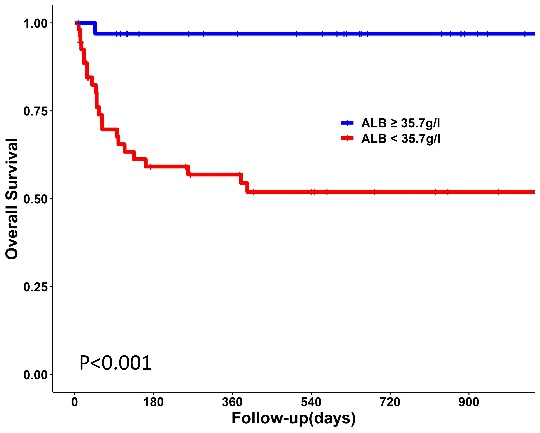 1.00
0.75
0.50
0.25
0.00
Overall Survival
ALB ≥ 35.7g/l
ALB < 35.7g/l
P<0.001
0 180 360 540 720 900
Follow-up(days)